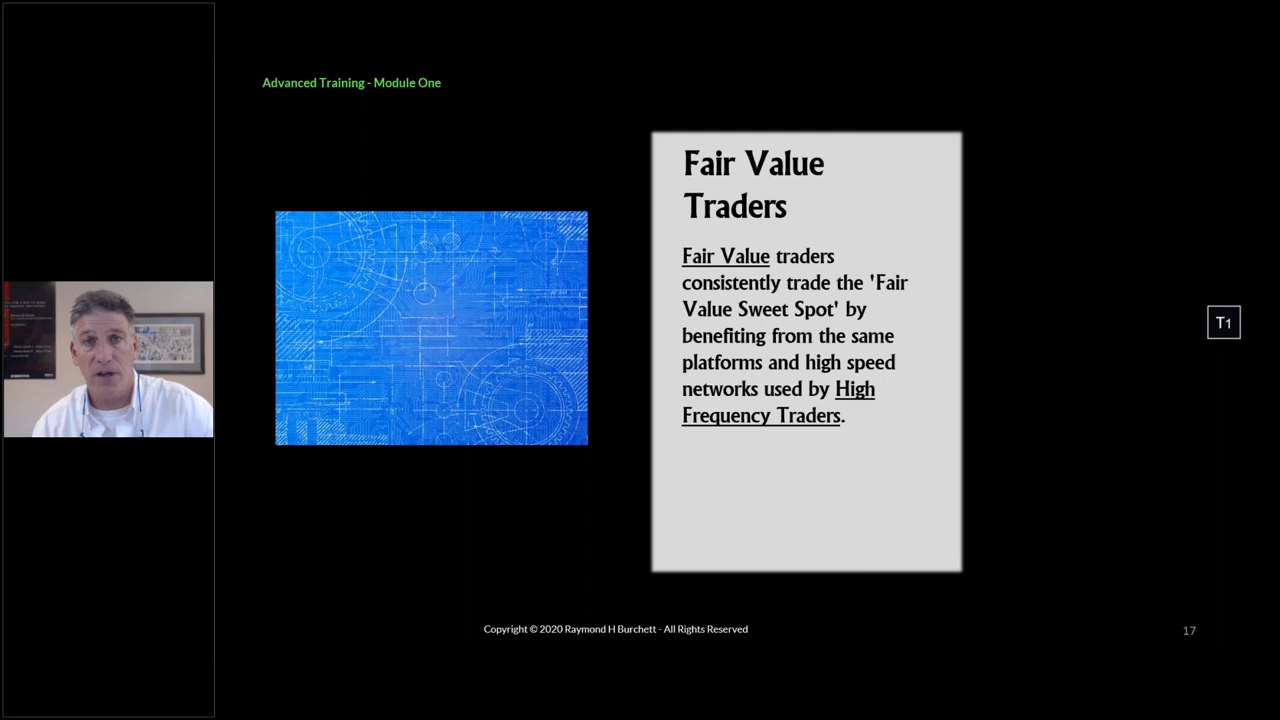 Advanced Training - Module One
Fair Value
Traders
Fair Value traders
consistently trade the 'Fair
Value Sweet Spot' by
benefiting from the same
platforms and high speed
networks used by High
Frequency Traders.
T1
Copyright © 2020 Raymond H Burchett - All Rights Reserved
17